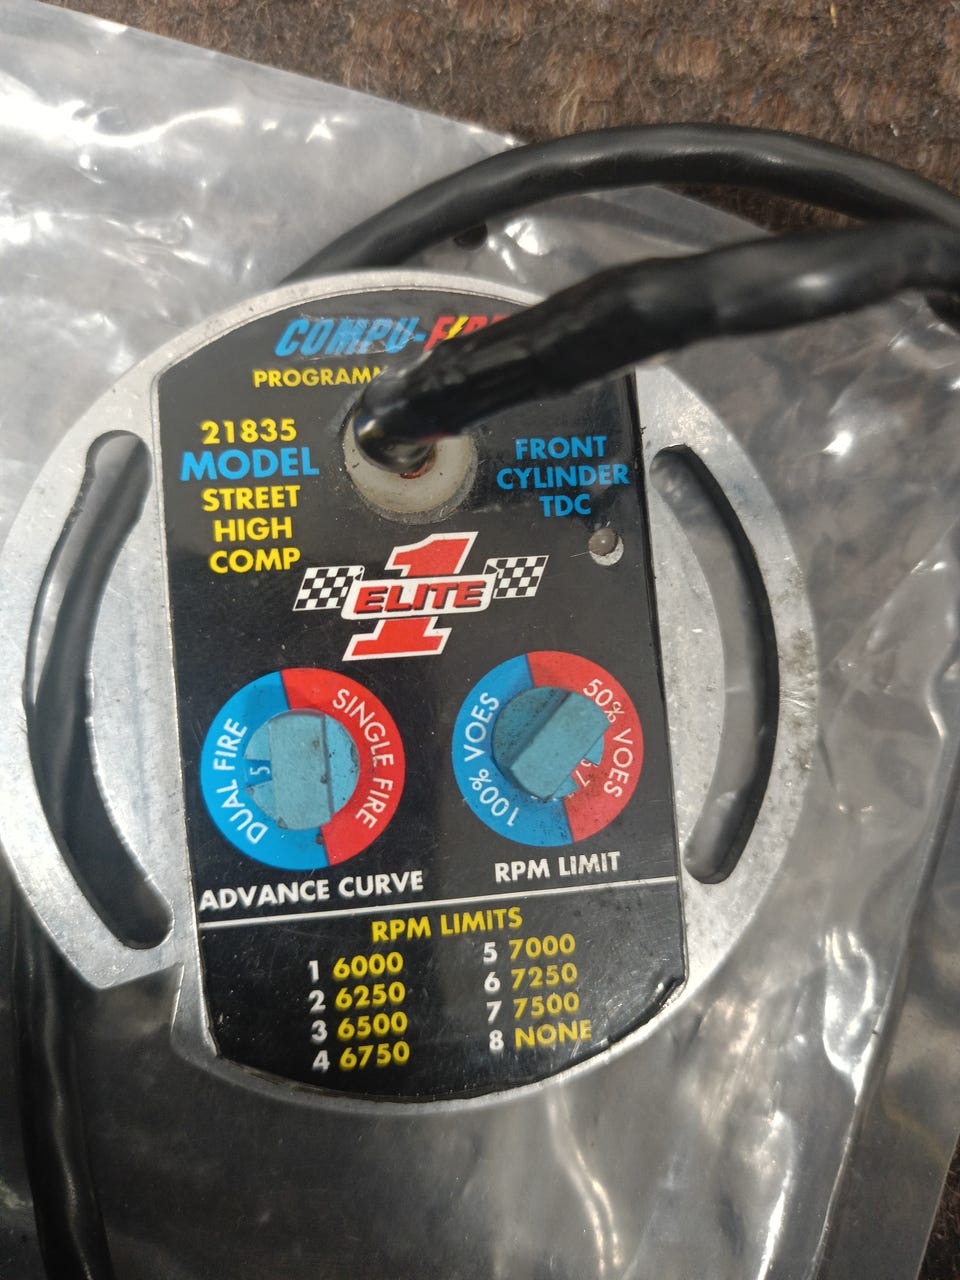 COMPU-FIRE
21835
MODEL
STREET
HIGH
COMP
FRONT
CYLINDER
TDC
1
ELITE
DUAL FIRE
SINGLE FIRE
5
100% VOES
50% VOES
7
ADVANCE CURVE
RPM LIMIT
RPM LIMITS
1 6000
2 6250
3 6500
4 6750
5 7000
6 7250
7 7500
8 NONE